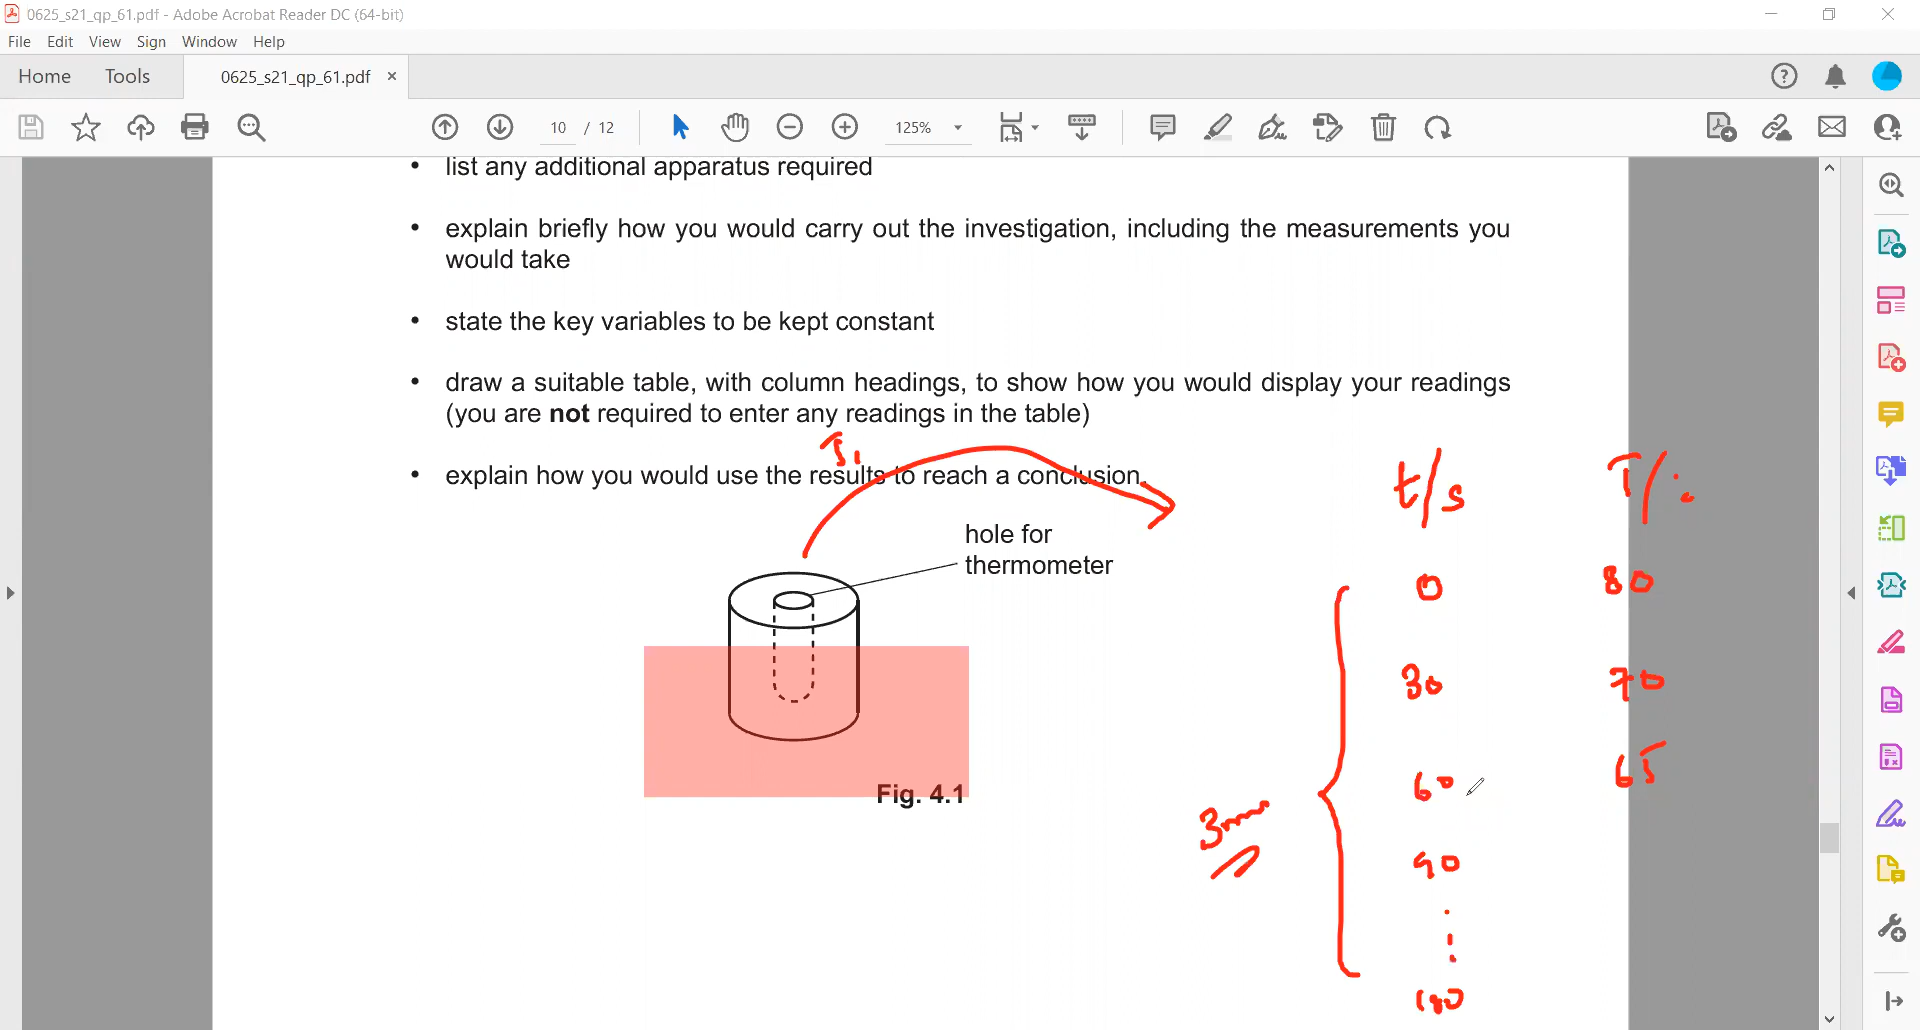 0625_s21_qp_61.pdf - Adobe Acrobat Reader DC (64-bit)
File Edit View Sign Window Help
Home Tools 0625_s21_qp_61.pdf ×
10 / 12 125%
• list any additional apparatus required
• explain briefly how you would carry out the investigation, including the measurements you
would take
• state the key variables to be kept constant
• draw a suitable table, with column headings, to show how you would display your readings
(you are not required to enter any readings in the table)
• explain how you would use the results to reach a conclusion.
hole for
thermometer
Fig. 4.1
t/s
0 80
30 70
60 65
90
180